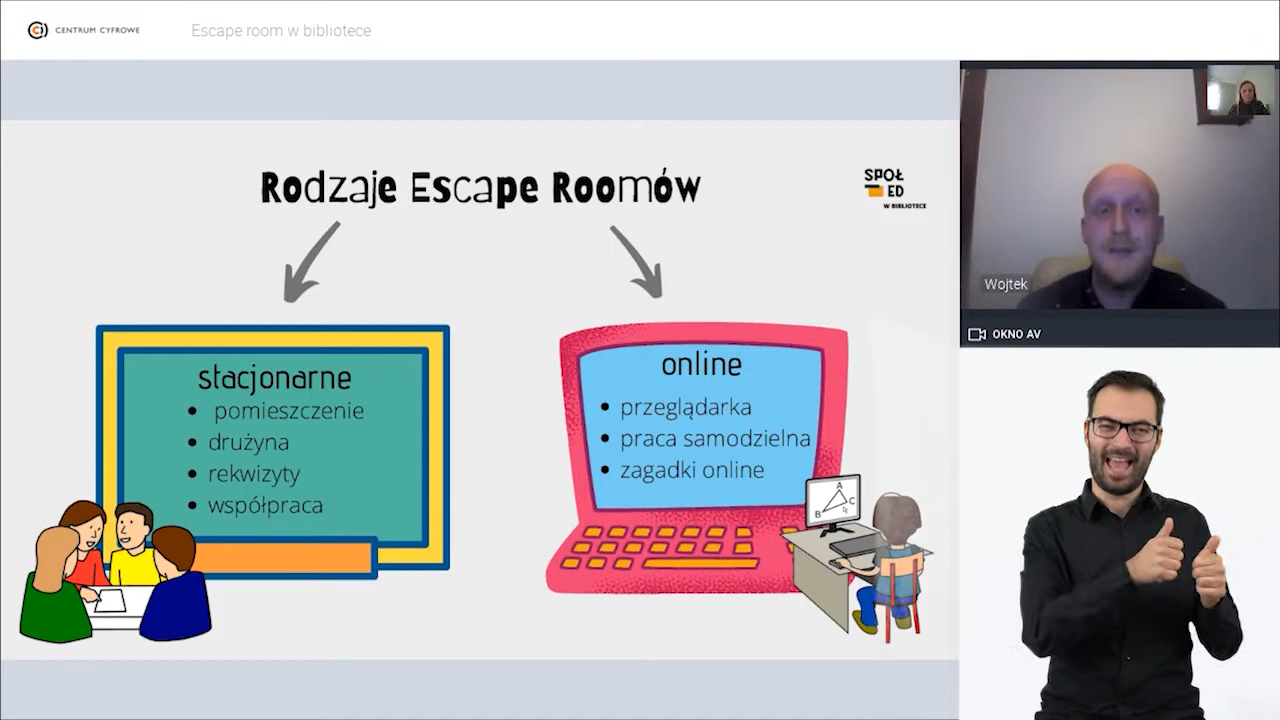 CENTRUM CYFROWE
Escape room w bibliotece
Rodzaje Escape Roomów
SPOŁ
ED
W BIBLIOTECE
stacjonarne
• pomieszczenie
• drużyna
• rekwizyty
• współpraca
online
• przeglądarka
• praca samodzielna
• zagadki online
A
B
C
Wojtek
OKNO AV